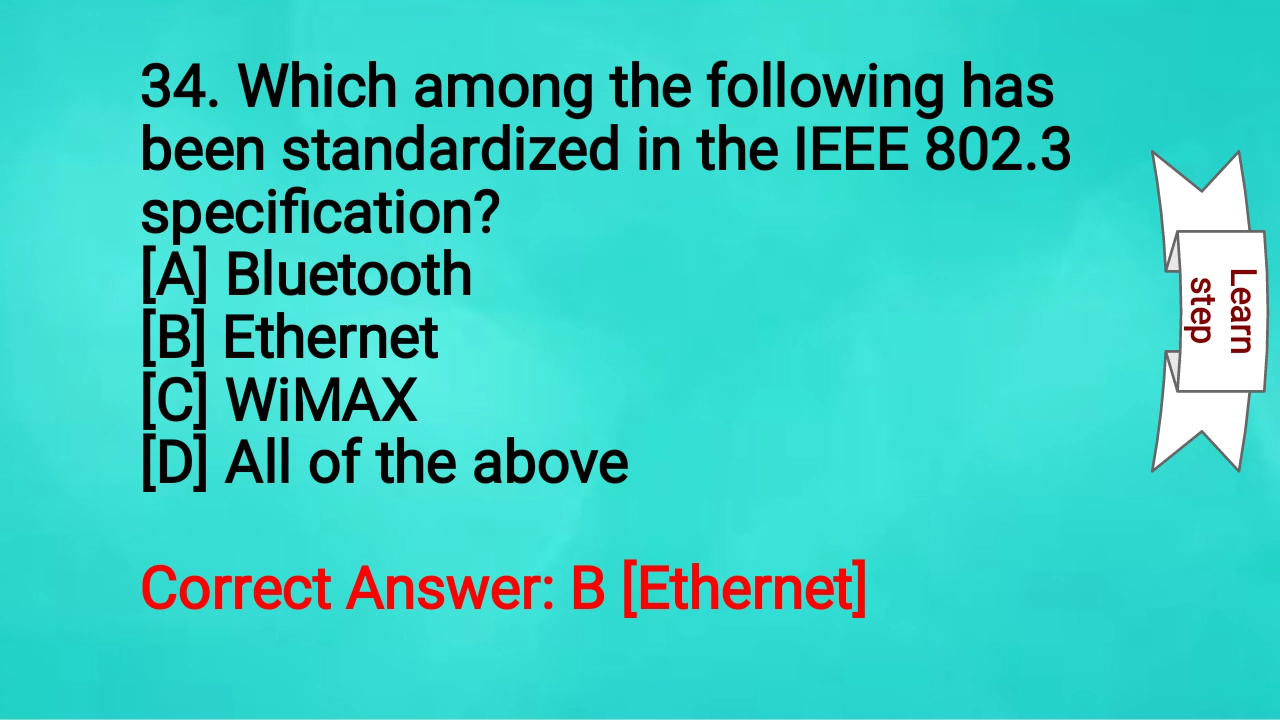 34. Which among the following has
been standardized in the IEEE 802.3
specification?
[A] Bluetooth
[B] Ethernet
[C] WiMAX
[D] All of the above
Correct Answer: B [Ethernet]
Learn
step